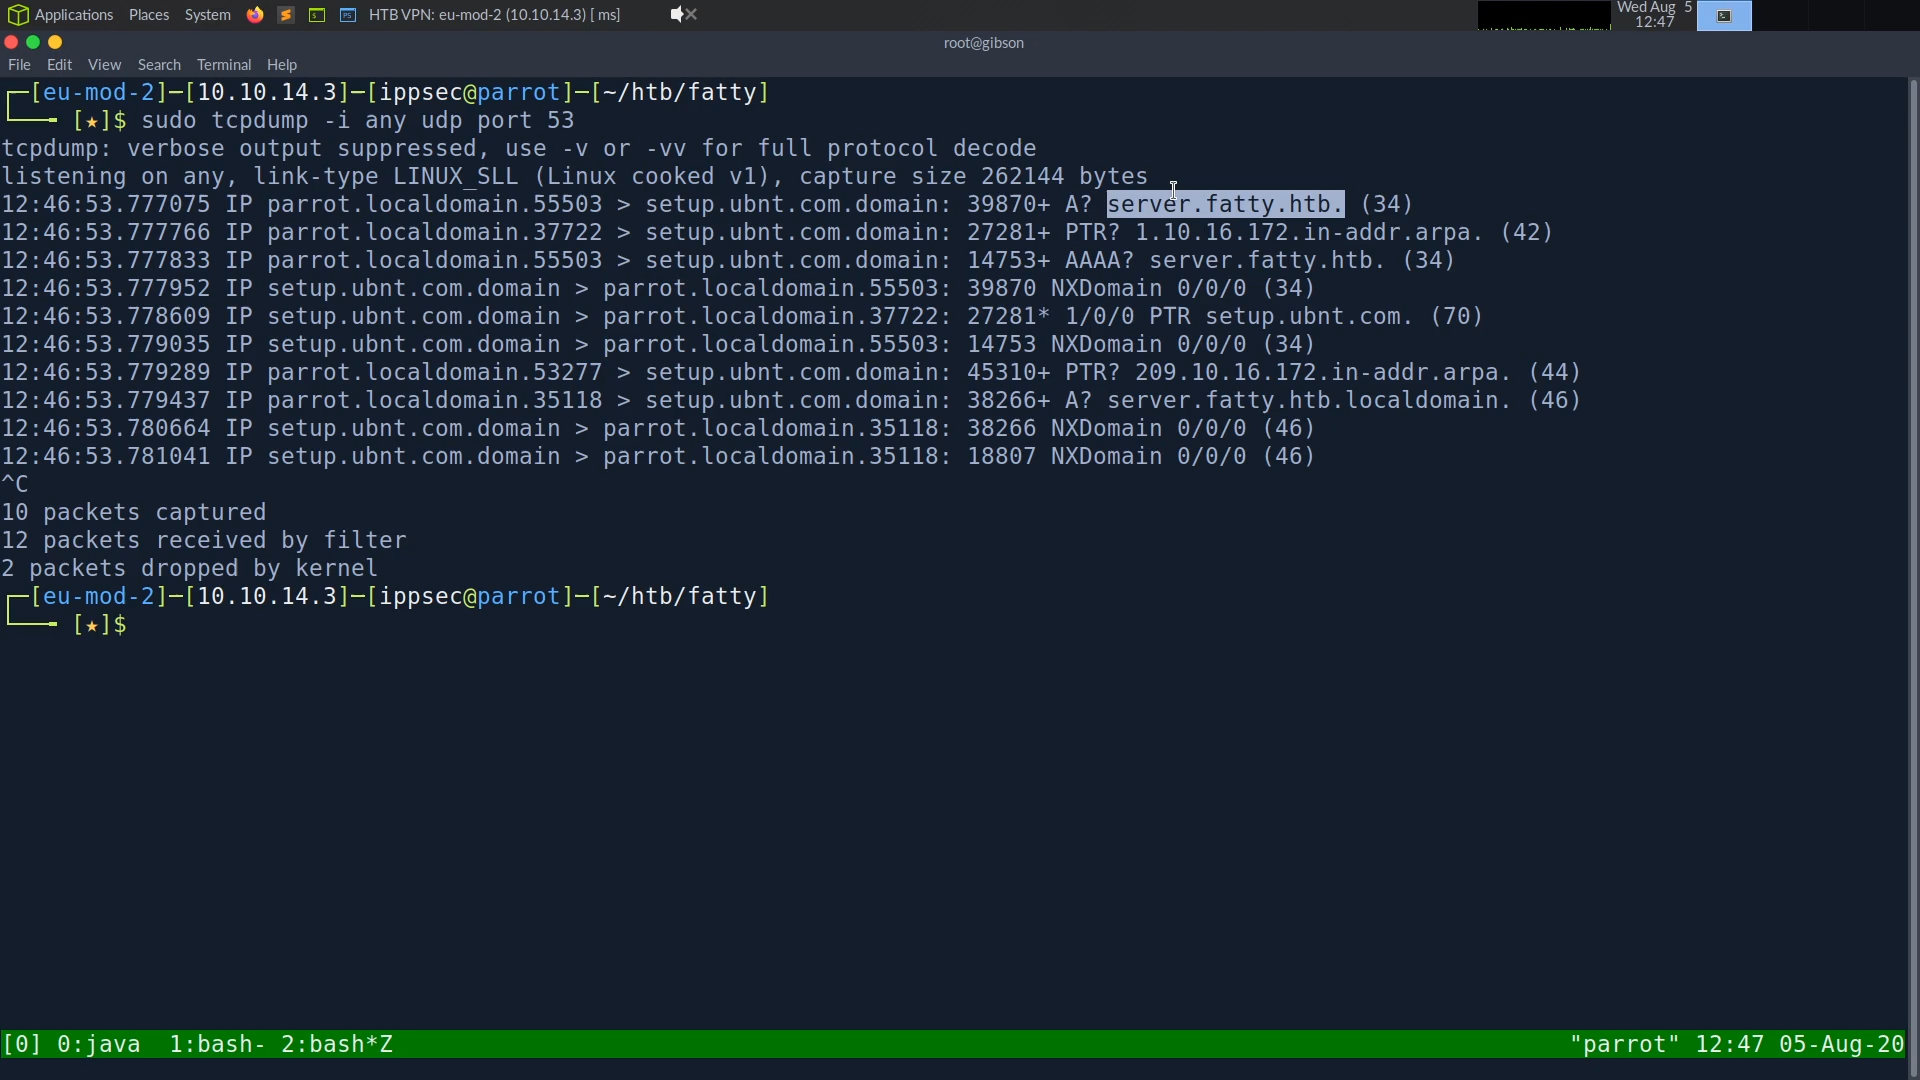 Applications Places System HTB VPN: eu-mod-2 (10.10.14.3) [ ms] Wed Aug 5
12:47
root@gibson
File Edit View Search Terminal Help
┌─[eu-mod-2]─[10.10.14.3]─[ippsec@parrot]─[~/htb/fatty]
└──╼ [★]$ sudo tcpdump -i any udp port 53
tcpdump: verbose output suppressed, use -v or -vv for full protocol decode
listening on any, link-type LINUX_SLL (Linux cooked v1), capture size 262144 bytes
12:46:53.777075 IP parrot.localdomain.55503 > setup.ubnt.com.domain: 39870+ A? server.fatty.htb. (34)
12:46:53.777766 IP parrot.localdomain.37722 > setup.ubnt.com.domain: 27281+ PTR? 1.10.16.172.in-addr.arpa. (42)
12:46:53.777833 IP parrot.localdomain.55503 > setup.ubnt.com.domain: 14753+ AAAA? server.fatty.htb. (34)
12:46:53.777952 IP setup.ubnt.com.domain > parrot.localdomain.55503: 39870 NXDomain 0/0/0 (34)
12:46:53.778609 IP setup.ubnt.com.domain > parrot.localdomain.37722: 27281* 1/0/0 PTR setup.ubnt.com. (70)
12:46:53.779035 IP setup.ubnt.com.domain > parrot.localdomain.55503: 14753 NXDomain 0/0/0 (34)
12:46:53.779289 IP parrot.localdomain.53277 > setup.ubnt.com.domain: 45310+ PTR? 209.10.16.172.in-addr.arpa. (44)
12:46:53.779437 IP parrot.localdomain.35118 > setup.ubnt.com.domain: 38266+ A? server.fatty.htb.localdomain. (46)
12:46:53.780664 IP setup.ubnt.com.domain > parrot.localdomain.35118: 38266 NXDomain 0/0/0 (46)
12:46:53.781041 IP setup.ubnt.com.domain > parrot.localdomain.35118: 18807 NXDomain 0/0/0 (46)
^C
10 packets captured
12 packets received by filter
2 packets dropped by kernel
┌─[eu-mod-2]─[10.10.14.3]─[ippsec@parrot]─[~/htb/fatty]
└──╼ [★]$
[0] 0:java 1:bash- 2:bash*Z "parrot" 12:47 05-Aug-20